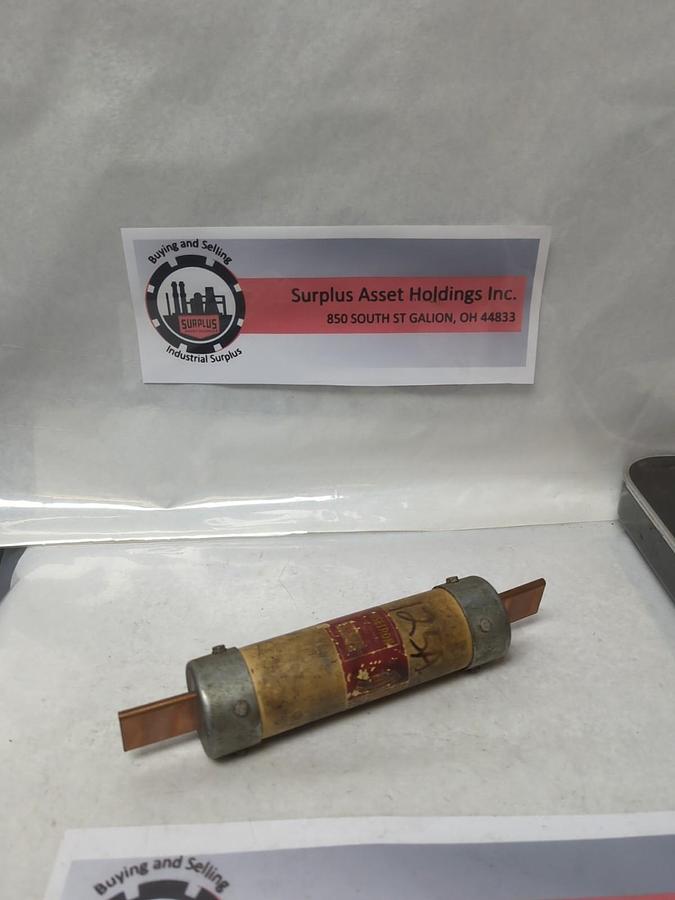 Buying and Selling
SURPLUS
Industrial Surplus
Surplus Asset Holdings Inc.
850 SOUTH ST GALION, OH 44833
125A
Buying and Selling